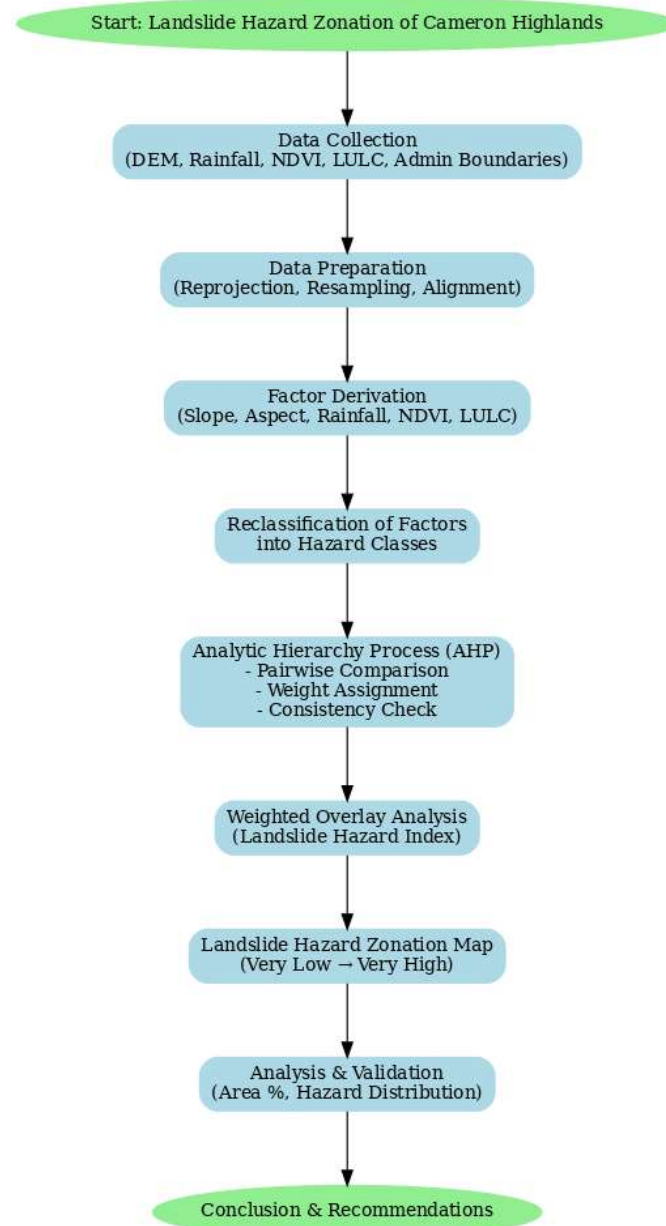 Start: Landslide Hazard Zonation of Cameron Highlands
Data Collection
(DEM, Rainfall, NDVI, LULC, Admin Boundaries)
Data Preparation
(Reprojection, Resampling, Alignment)
Factor Derivation
(Slope, Aspect, Rainfall, NDVI, LULC)
Reclassification of Factors
into Hazard Classes
Analytic Hierarchy Process (AHP)
- Pairwise Comparison
- Weight Assignment
- Consistency Check
Weighted Overlay Analysis
(Landslide Hazard Index)
Landslide Hazard Zonation Map
(Very Low → Very High)
Analysis & Validation
(Area %, Hazard Distribution)
Conclusion & Recommendations